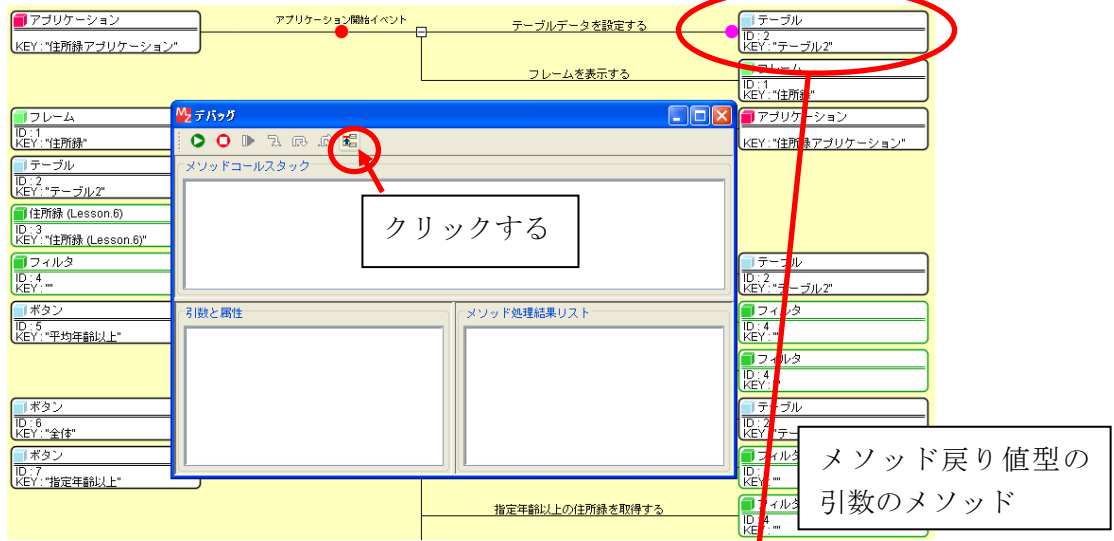 アプリケーション
KEY:"住所録アプリケーション"
アプリケーション開始イベント
テーブルデータを設定する
テーブル
ID:2
KEY:"テーブル2"
フレームを表示する
フレーム
ID:1
KEY:"住所録"
フレーム
ID:1
KEY:"住所録"
デバッグ
アプリケーション
KEY:"住所録アプリケーション"
テーブル
ID:2
KEY:"テーブル2"
メソッドコールスタック
住所録 (Lesson.6)
ID:3
KEY:"住所録 (Lesson.6)"
クリックする
フィルタ
ID:4
KEY:""
テーブル
ID:2
KEY:"テーブル2"
ボタン
ID:5
KEY:"平均年齢以上"
引数と属性
メソッド処理結果リスト
フィルタ
ID:4
KEY:""
フィルタ
ID:4
KEY:
ボタン
ID:6
KEY:"全体"
テーブル
ID:2
KEY:"テー
ボタン
ID:7
KEY:"指定年齢以上"
フィルタ
ID:
KEY:""
メソッド戻り値型の
引数のメソッド
指定年齢以上の住所録を取得する
フィルタ
ID:4
KEY:""